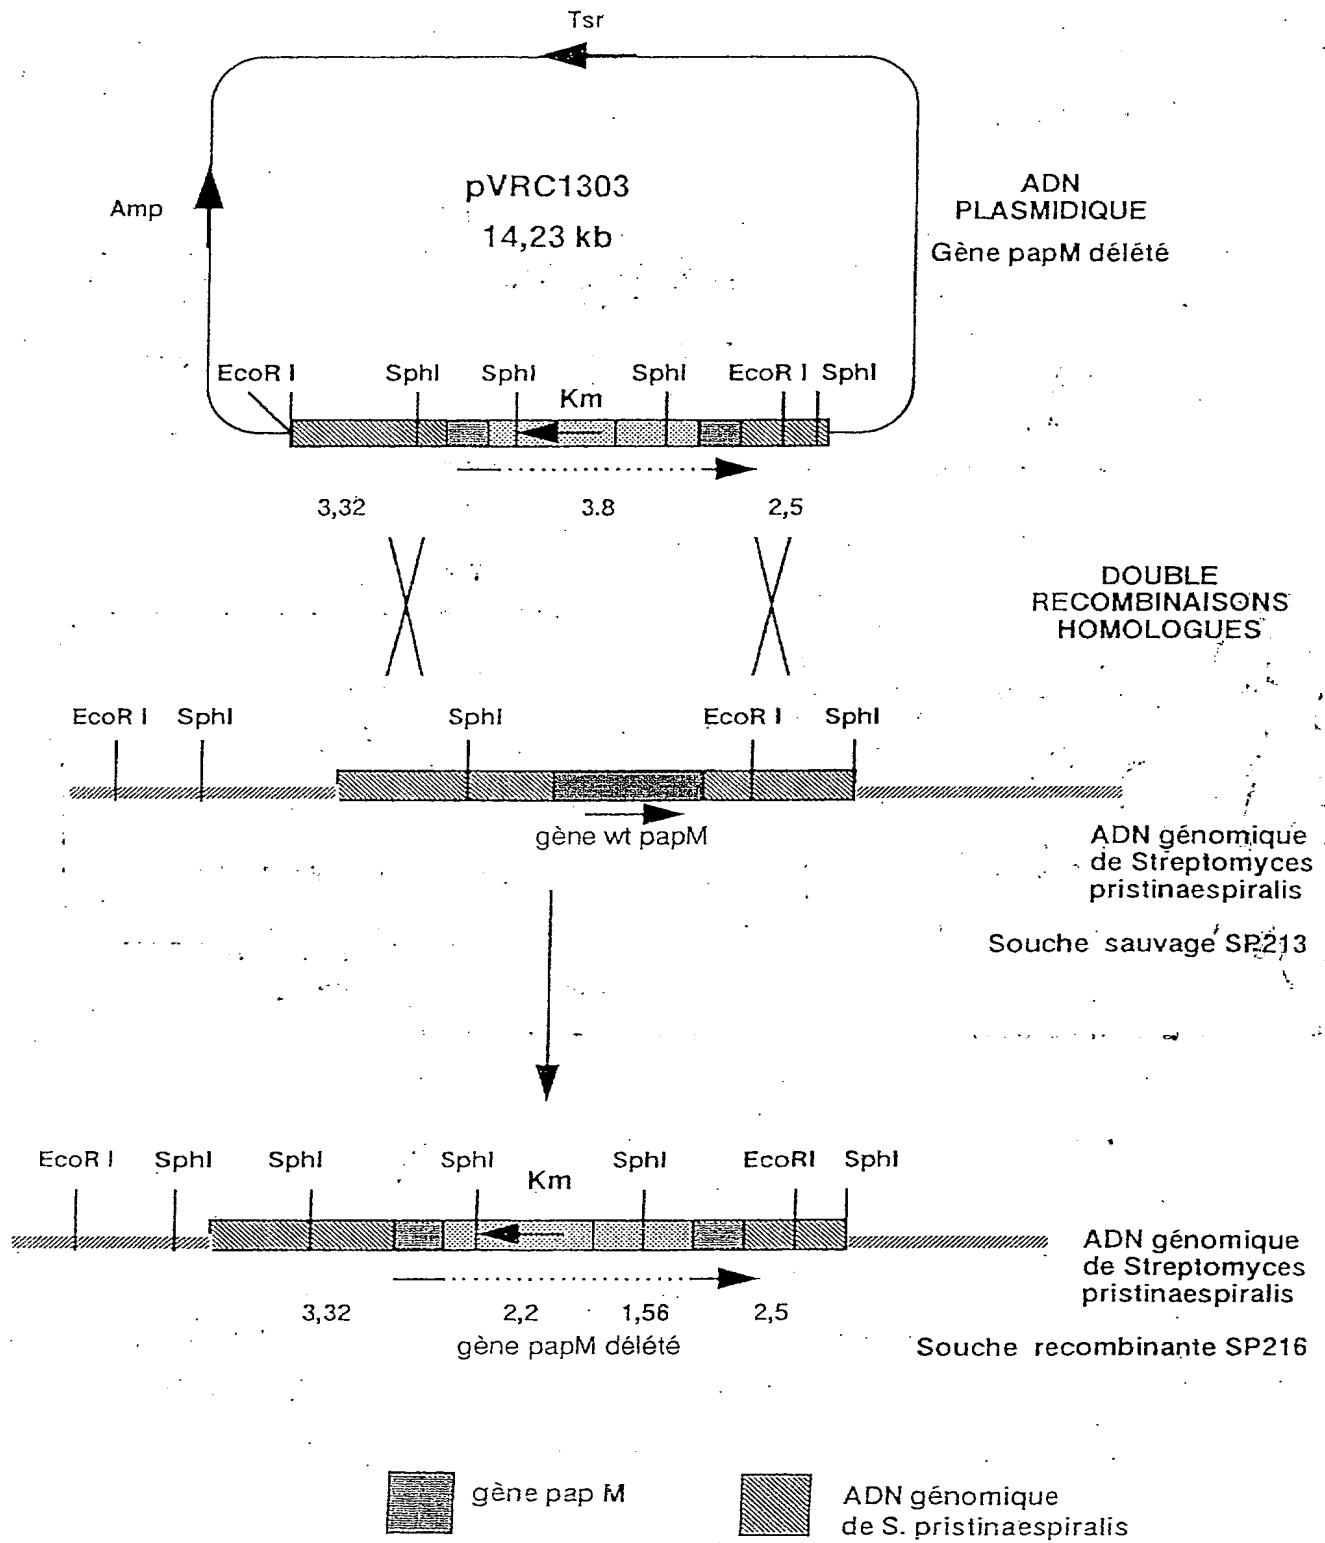 Tsr
Amp
pVRC1303
14,23 kb
ADN
PLASMIDIQUE
Gène papM délété
EcoR I SphI SphI SphI EcoR I SphI
Km
3,32 3.8 2,5
DOUBLE
RECOMBINAISONS
HOMOLOGUES
EcoR I SphI SphI EcoR I SphI
gène wt papM
ADN génomique
de Streptomyces
pristinaespiralis
Souche sauvage SP213
EcoR I SphI SphI SphI SphI EcoRI SphI
Km
ADN génomique
de Streptomyces
pristinaespiralis
3,32 2,2 1,56 2,5
gène papM délété
Souche recombinante SP216
gène pap M
ADN génomique
de S. pristinaespiralis